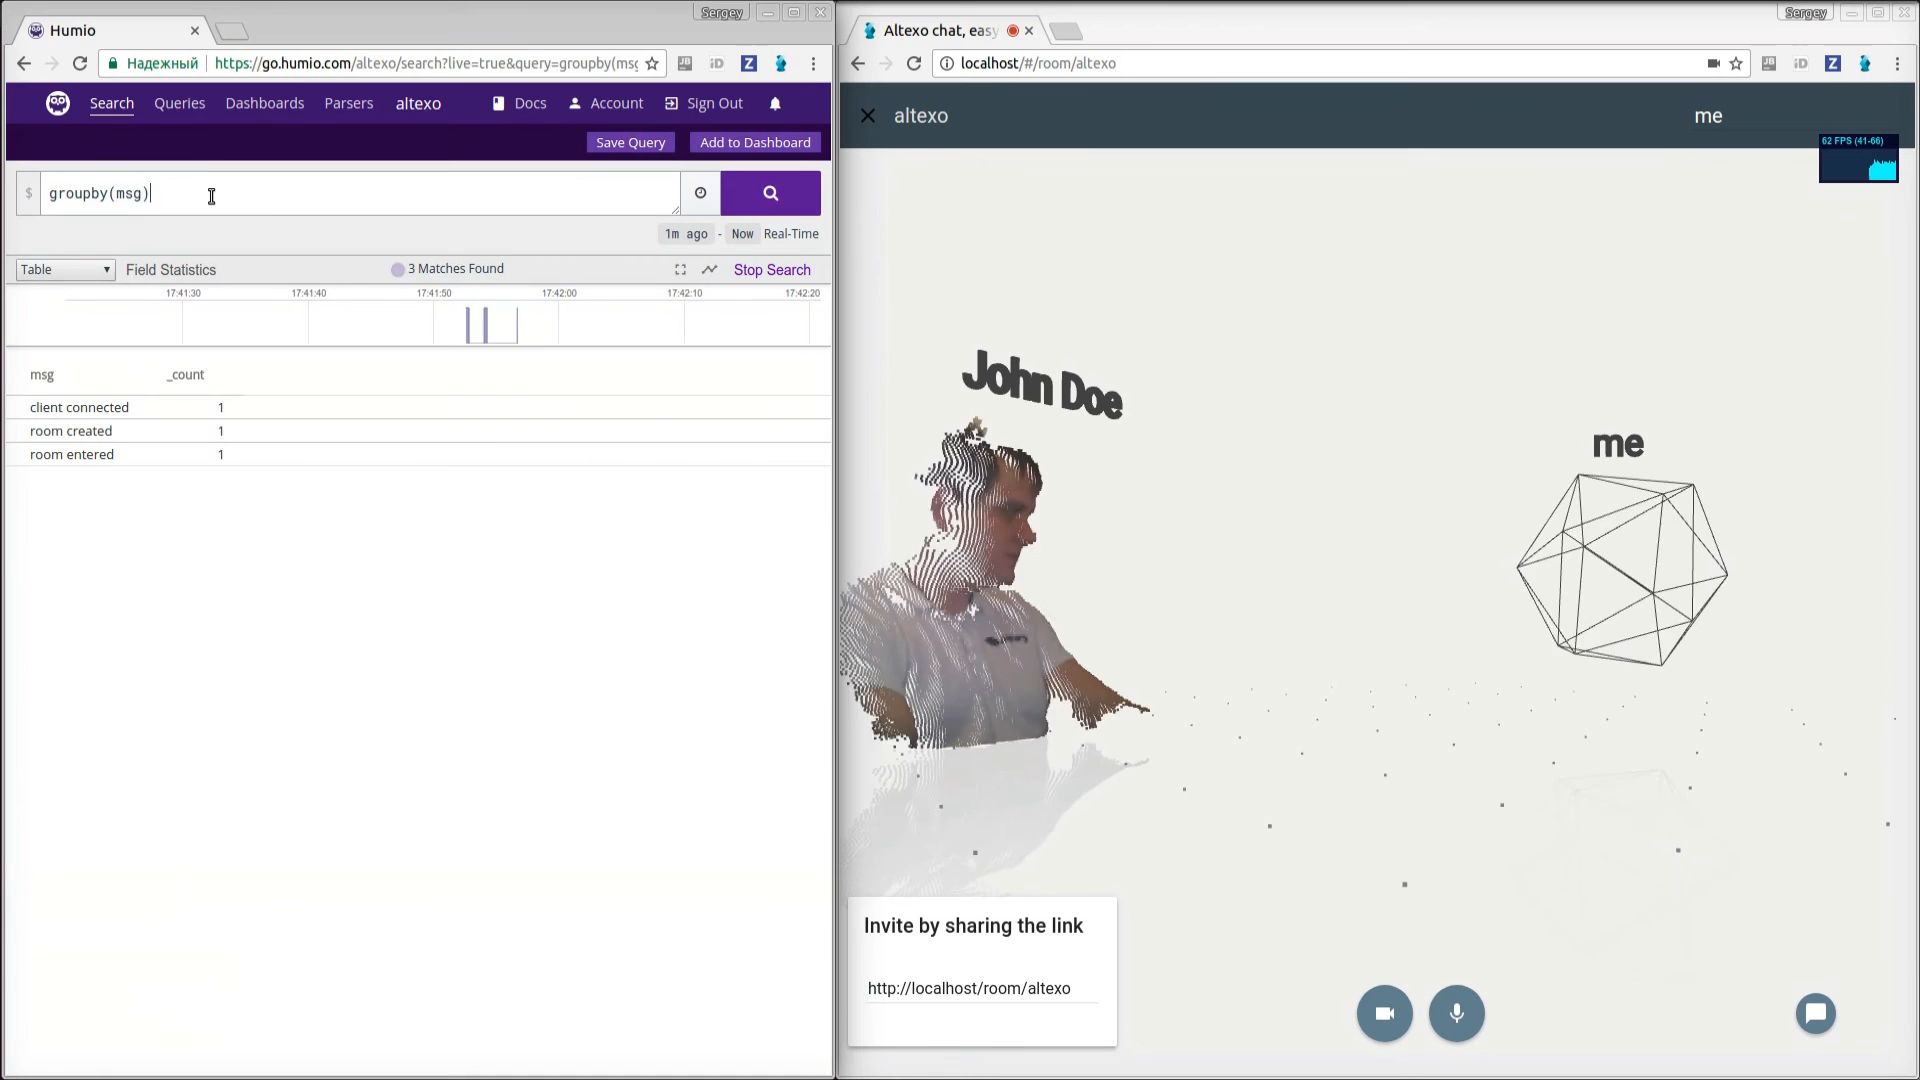 Sergey
Humio
Надежный
https://go.humio.com/altexo/search?live=true&query=groupby(msg
Search
Queries
Dashboards
Parsers
altexo
Docs
Account
Sign Out
Save Query
Add to Dashboard
$
groupby(msg)
1m ago - Now Real-Time
Table
Field Statistics
3 Matches Found
Stop Search
17:41:30 17:41:40 17:41:50 17:42:00 17:42:10 17:42:20
msg _count
client connected 1
room created 1
room entered 1
Sergey
Altexo chat, easy
localhost/#/room/altexo
altexo
me
62 FPS (41-66)
John Doe
me
Invite by sharing the link
http://localhost/room/altexo